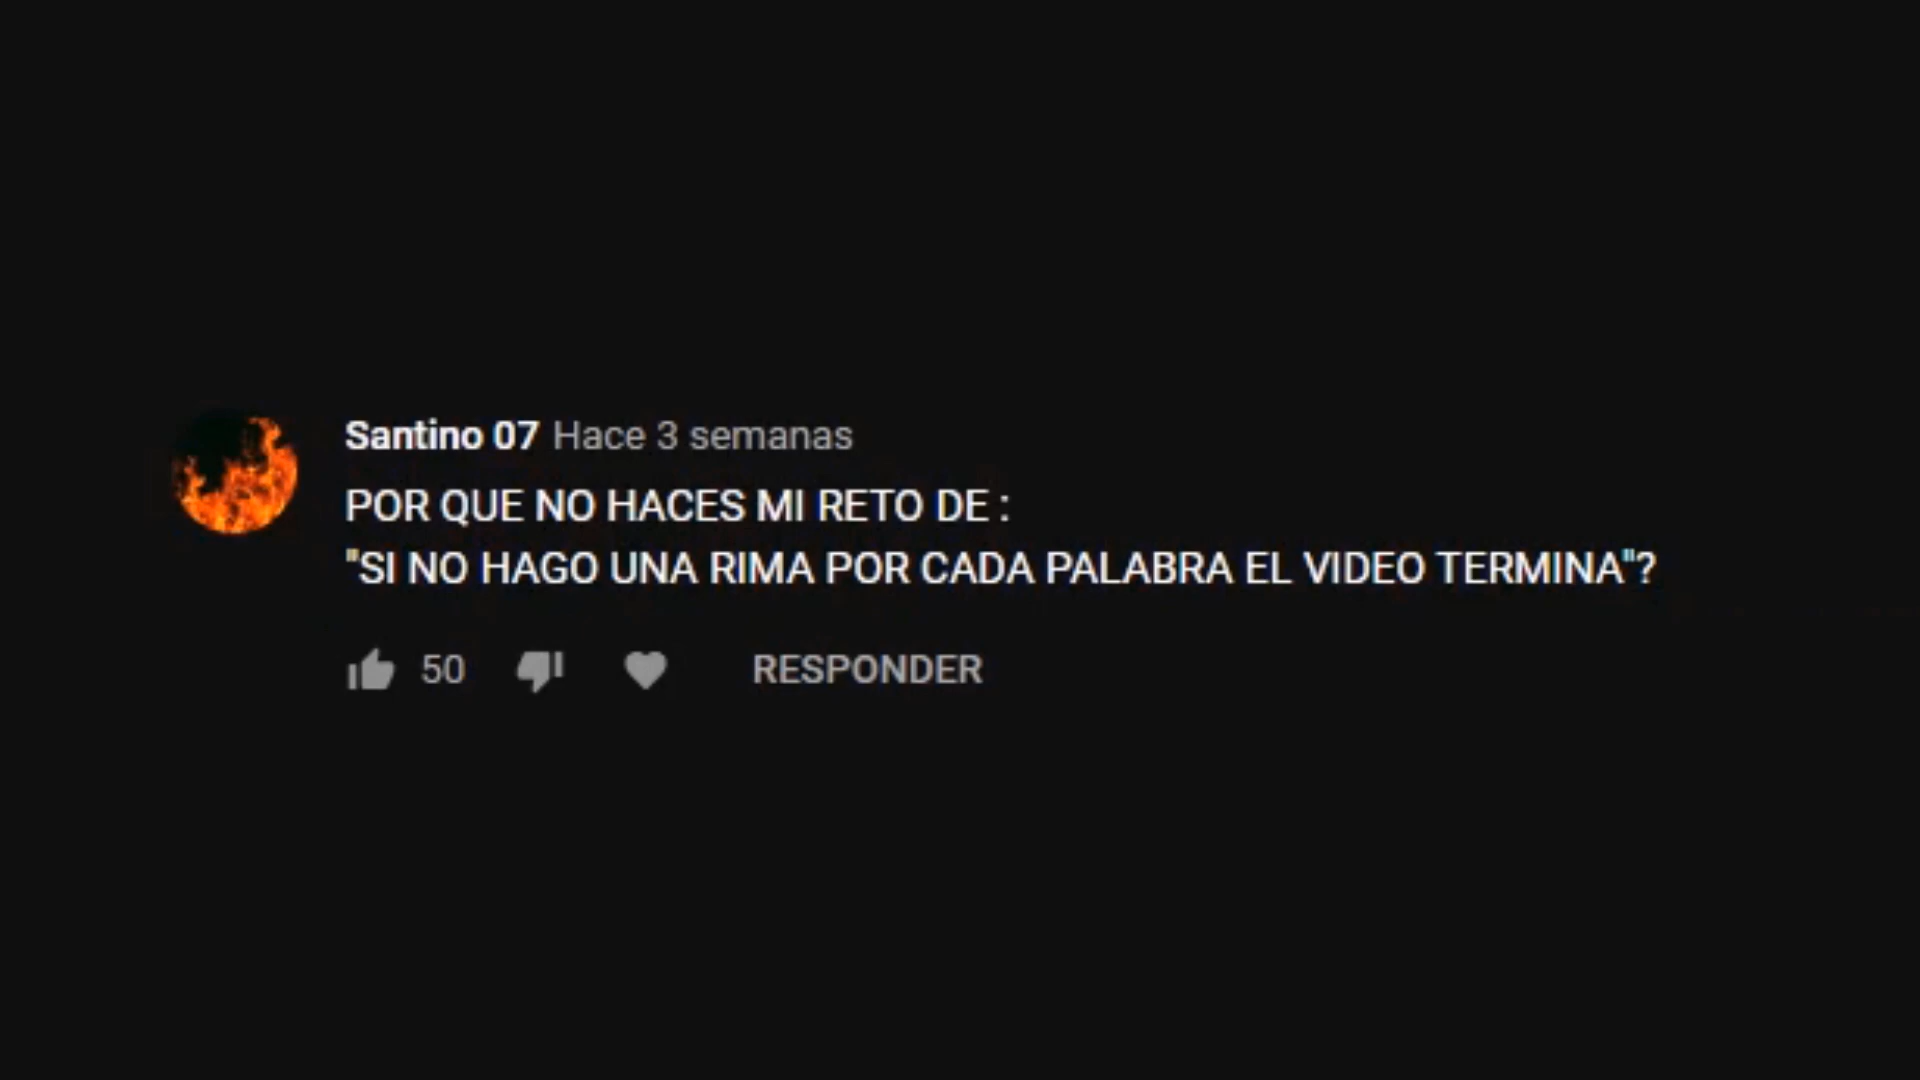 Santino 07 Hace 3 semanas
POR QUE NO HACES MI RETO DE :
"SI NO HAGO UNA RIMA POR CADA PALABRA EL VIDEO TERMINA"?
50 RESPONDER